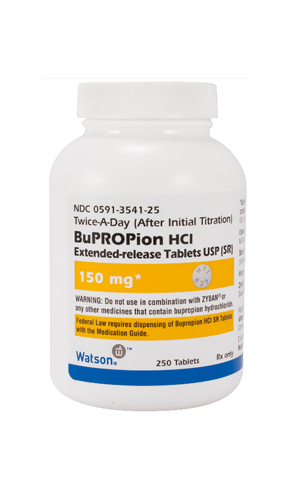 NDC 0591-3541-25
Twice-A-Day (After Initial Titration)
BuPROPion HCl
Extended-release Tablets USP (SR)
150 mg*
WARNING: Do not use in combination with ZYBAN® or
any other medicines that contain bupropion hydrochloride.
Federal Law requires dispensing of Bupropion HCl SR Tablets
with the Medication Guide.
Watson® ™
250 Tablets
Rx only